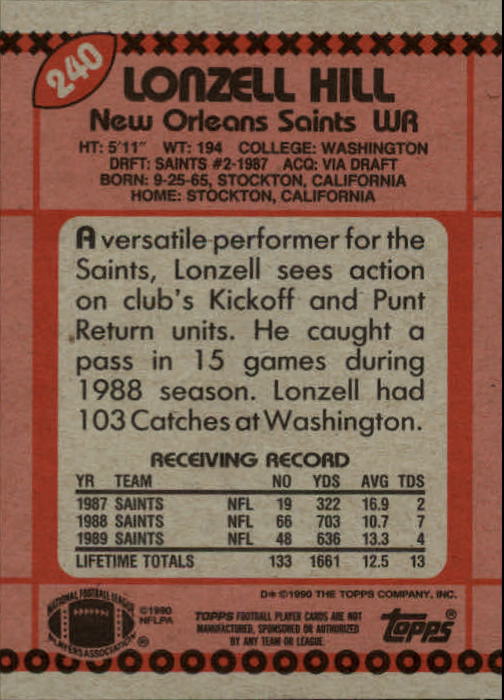 240
LONZELL HILL
New Orleans Saints WR
HT: 5'11" WT: 194 COLLEGE: WASHINGTON
DRFT: SAINTS #2-1987 ACQ: VIA DRAFT
BORN: 9-25-65, STOCKTON, CALIFORNIA
HOME: STOCKTON, CALIFORNIA
A versatile performer for the
Saints, Lonzell sees action
on club's Kickoff and Punt
Return units. He caught a
pass in 15 games during
1988 season. Lonzell had
103 Catches at Washington.
RECEIVING RECORD
YR TEAM NO YDS AVG TDS
1987 SAINTS NFL 19 322 16.9 2
1988 SAINTS NFL 66 703 10.7 7
1989 SAINTS NFL 48 636 13.3 4
LIFETIME TOTALS 133 1661 12.5 13
D* ©1990 THE TOPPS COMPANY, INC.
NATIONAL FOOTBALL LEAGUE
PLAYERS ASSOCIATION ®
©1990
NFLPA
TOPPS FOOTBALL PLAYER CARDS ARE NOT
MANUFACTURED, SPONSORED OR AUTHORIZED
BY ANY TEAM OR LEAGUE.
topps®